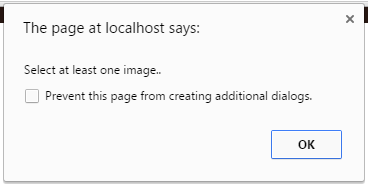 The page at localhost says:
Select at least one image..
Prevent this page from creating additional dialogs.
OK